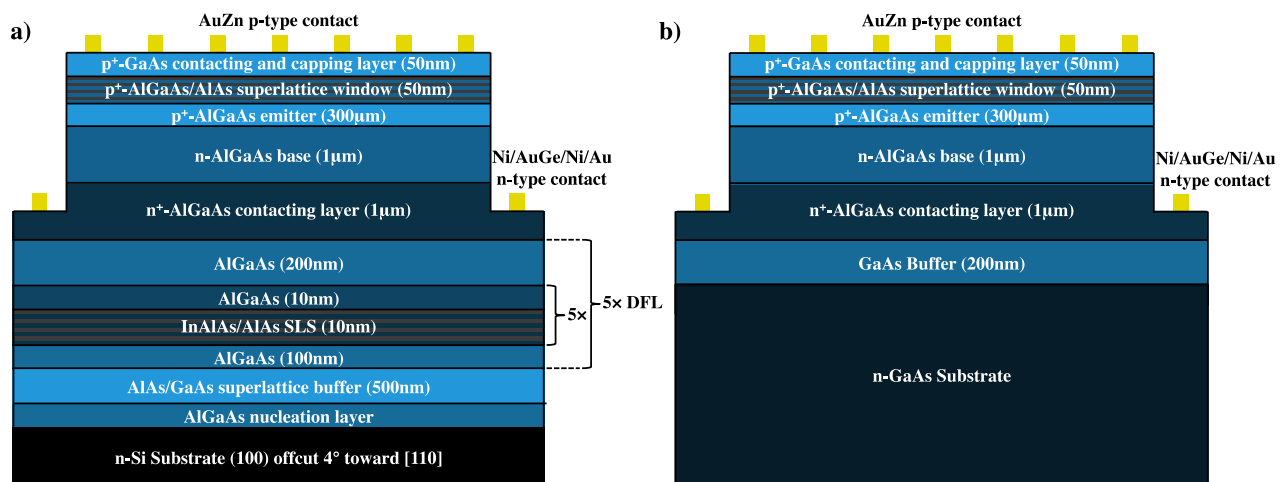 a)
AuZn p-type contact
p⁺-GaAs contacting and capping layer (50nm)
p⁺-AlGaAs/AlAs superlattice window (50nm)
p⁺-AlGaAs emitter (300μm)
n-AlGaAs base (1μm)
Ni/AuGe/Ni/Au
n-type contact
n⁺-AlGaAs contacting layer (1μm)
AlGaAs (200nm)
AlGaAs (10nm)
InAlAs/AlAs SLS (10nm)
5×
5× DFL
AlGaAs (100nm)
AlAs/GaAs superlattice buffer (500nm)
AlGaAs nucleation layer
n-Si Substrate (100) offcut 4° toward [110]
b)
AuZn p-type contact
p⁺-GaAs contacting and capping layer (50nm)
p⁺-AlGaAs/AlAs superlattice window (50nm)
p⁺-AlGaAs emitter (300μm)
n-AlGaAs base (1μm)
Ni/AuGe/Ni/Au
n-type contact
n⁺-AlGaAs contacting layer (1μm)
GaAs Buffer (200nm)
n-GaAs Substrate